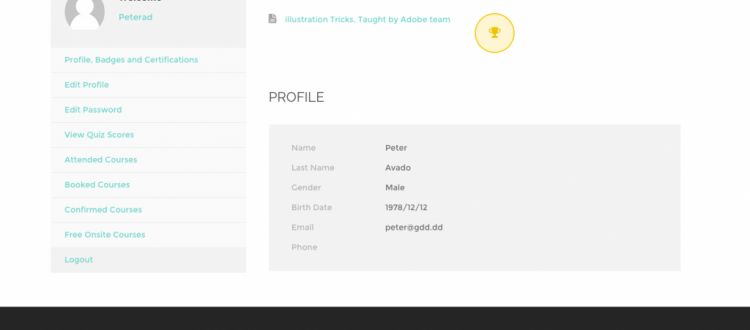 Welcome
Peterad
Profile, Badges and Certifications
Edit Profile
Edit Password
View Quiz Scores
Attended Courses
Booked Courses
Confirmed Courses
Free Onsite Courses
Logout
illustration Tricks, Taught by Adobe team
PROFILE
Name Peter
Last Name Avado
Gender Male
Birth Date 1978/12/12
Email peter@gdd.dd
Phone